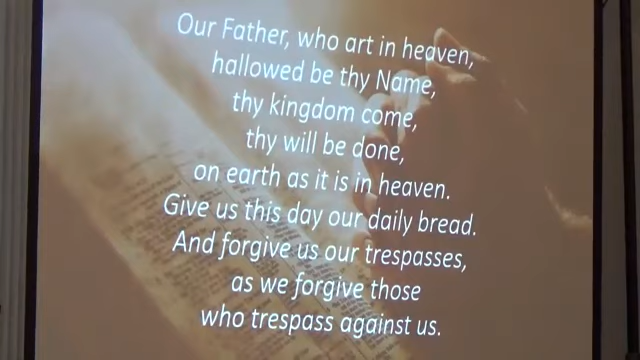 Our Father, who art in heaven,
hallowed be thy Name,
thy kingdom come,
thy will be done,
on earth as it is in heaven.
Give us this day our daily bread.
And forgive us our trespasses,
as we forgive those
who trespass against us.